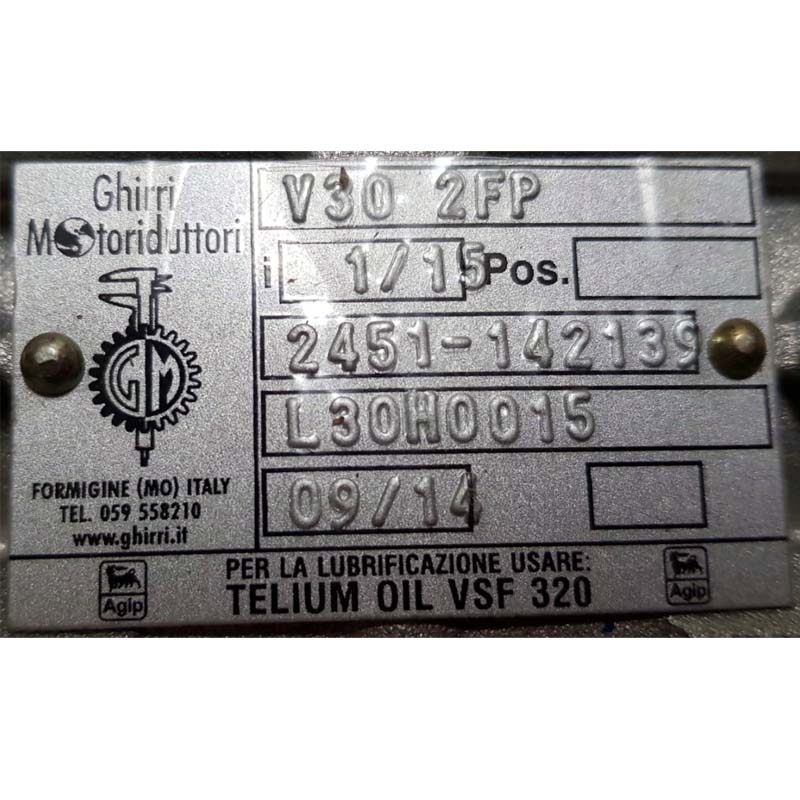 Ghirri
Motoriduttori
GM
FORMIGINE (MO) ITALY
TEL. 059 558210
www.ghirri.it
V30 2FP
i 1/15 Pos.
2451-142139
L30H0015
09/14
PER LA LUBRIFICAZIONE USARE:
TELIUM OIL VSF 320
Agip
Agip